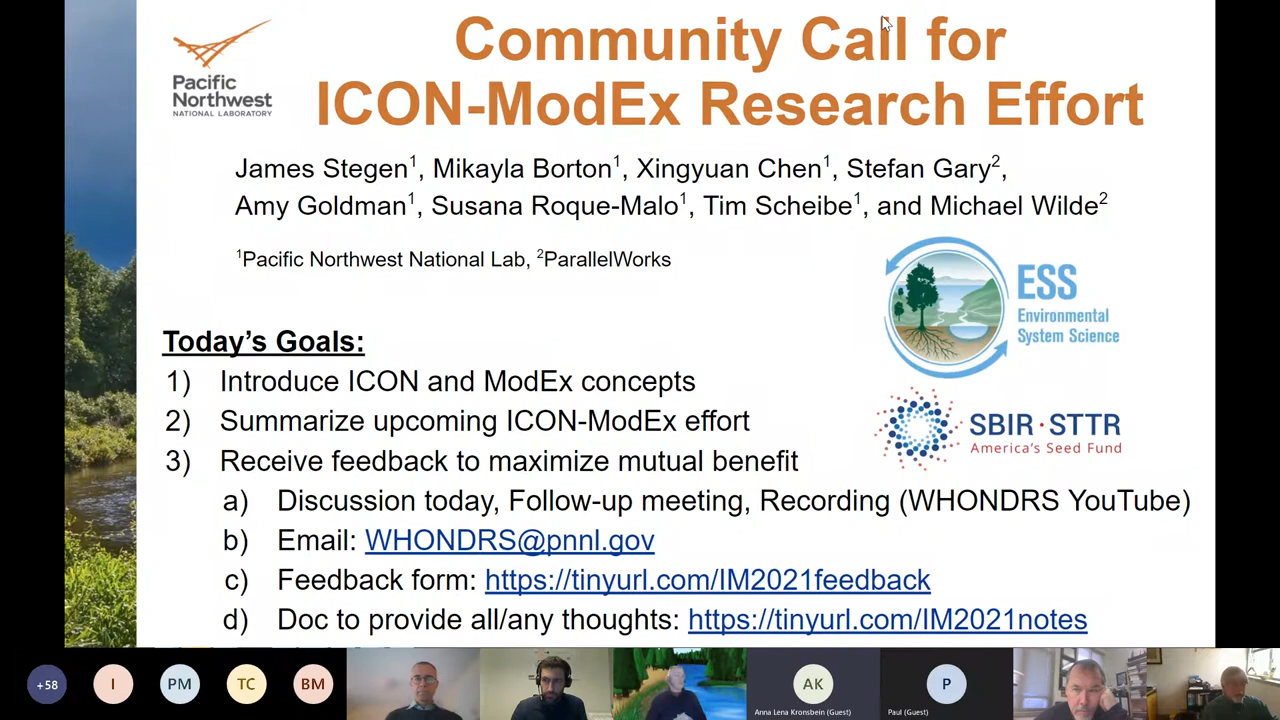 Pacific
Northwest
NATIONAL LABORATORY
Community Call for
ICON-ModEx Research Effort
James Stegen1, Mikayla Borton1, Xingyuan Chen1, Stefan Gary2,
Amy Goldman1, Susana Roque-Malo1, Tim Scheibe1, and Michael Wilde2
1Pacific Northwest National Lab, 2ParallelWorks
ESS
Environmental
System Science
Today's Goals:
1) Introduce ICON and ModEx concepts
2) Summarize upcoming ICON-ModEx effort
SBIR·STTR
America's Seed Fund
3) Receive feedback to maximize mutual benefit
a) Discussion today, Follow-up meeting, Recording (WHONDRS YouTube)
b) Email: WHONDRS@pnnl.gov
c) Feedback form: https://tinyurl.com/IM2021feedback
d) Doc to provide all/any thoughts: https://tinyurl.com/IM2021notes
+58 I PM TC BM AK P
Anna Lena Kronsbein (Guest) Paul (Guest)